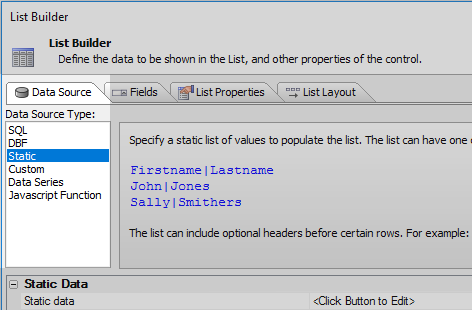 List Builder
List Builder
Define the data to be shown in the List, and other properties of the control.
Data Source Fields List Properties List Layout
Data Source Type:
SQL
DBF
Static
Custom
Data Series
Javascript Function
Specify a static list of values to populate the list. The list can have one
Firstname|Lastname
John|Jones
Sally|Smithers
The list can include optional headers before certain rows. For example:
Static Data
Static data <Click Button to Edit>